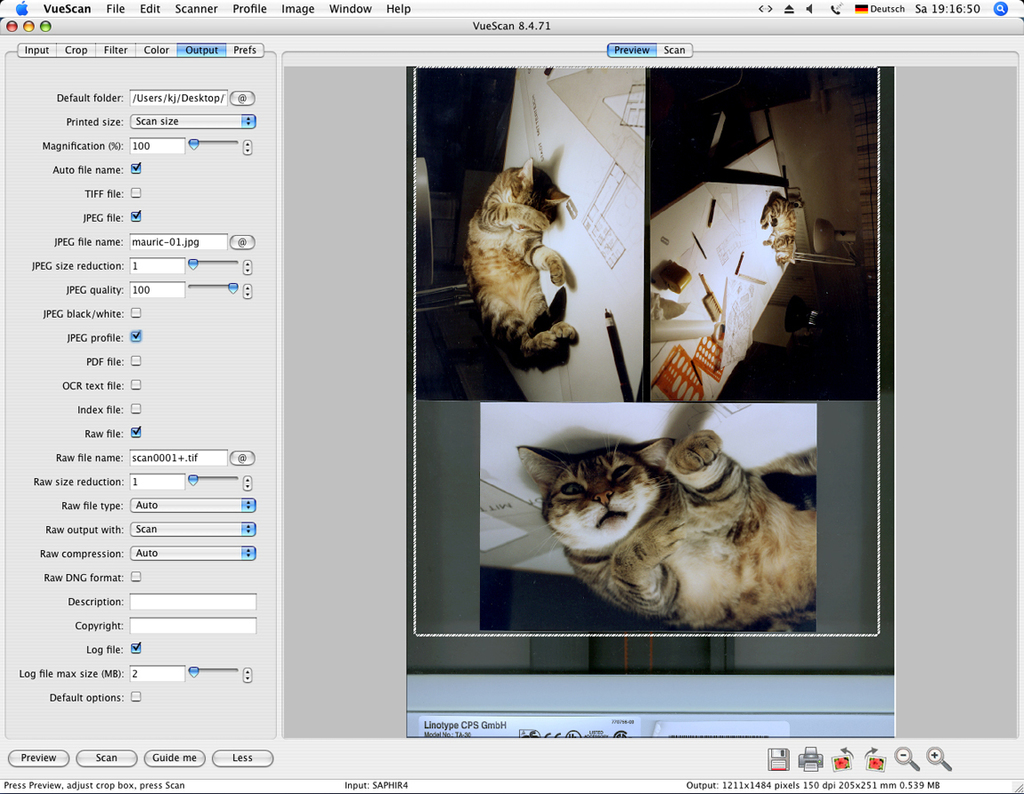 VueScan File Edit Scanner Profile Image Window Help Deutsch Sa 19:16:50
VueScan 8.4.71
Input Crop Filter Color Output Prefs
Preview Scan
Default folder: /Users/kj/Desktop/ @
Printed size: Scan size
Magnification (%): 100
Auto file name:
TIFF file:
JPEG file:
JPEG file name: mauric-01.jpg @
JPEG size reduction: 1
JPEG quality: 100
JPEG black/white:
JPEG profile:
PDF file:
OCR text file:
Index file:
Raw file:
Raw file name: scan0001+.tif @
Raw size reduction: 1
Raw file type: Auto
Raw output with: Scan
Raw compression: Auto
Raw DNG format:
Description:
Copyright:
Log file:
Log file max size (MB): 2
Default options:
MIT
Linotype CPS GmbH
Model No.: TA-30
Preview Scan Guide me Less
Press Preview, adjust crop box, press Scan Input: SAPHIR4 Output: 1211x1484 pixels 150 dpi 205x251 mm 0.539 MB